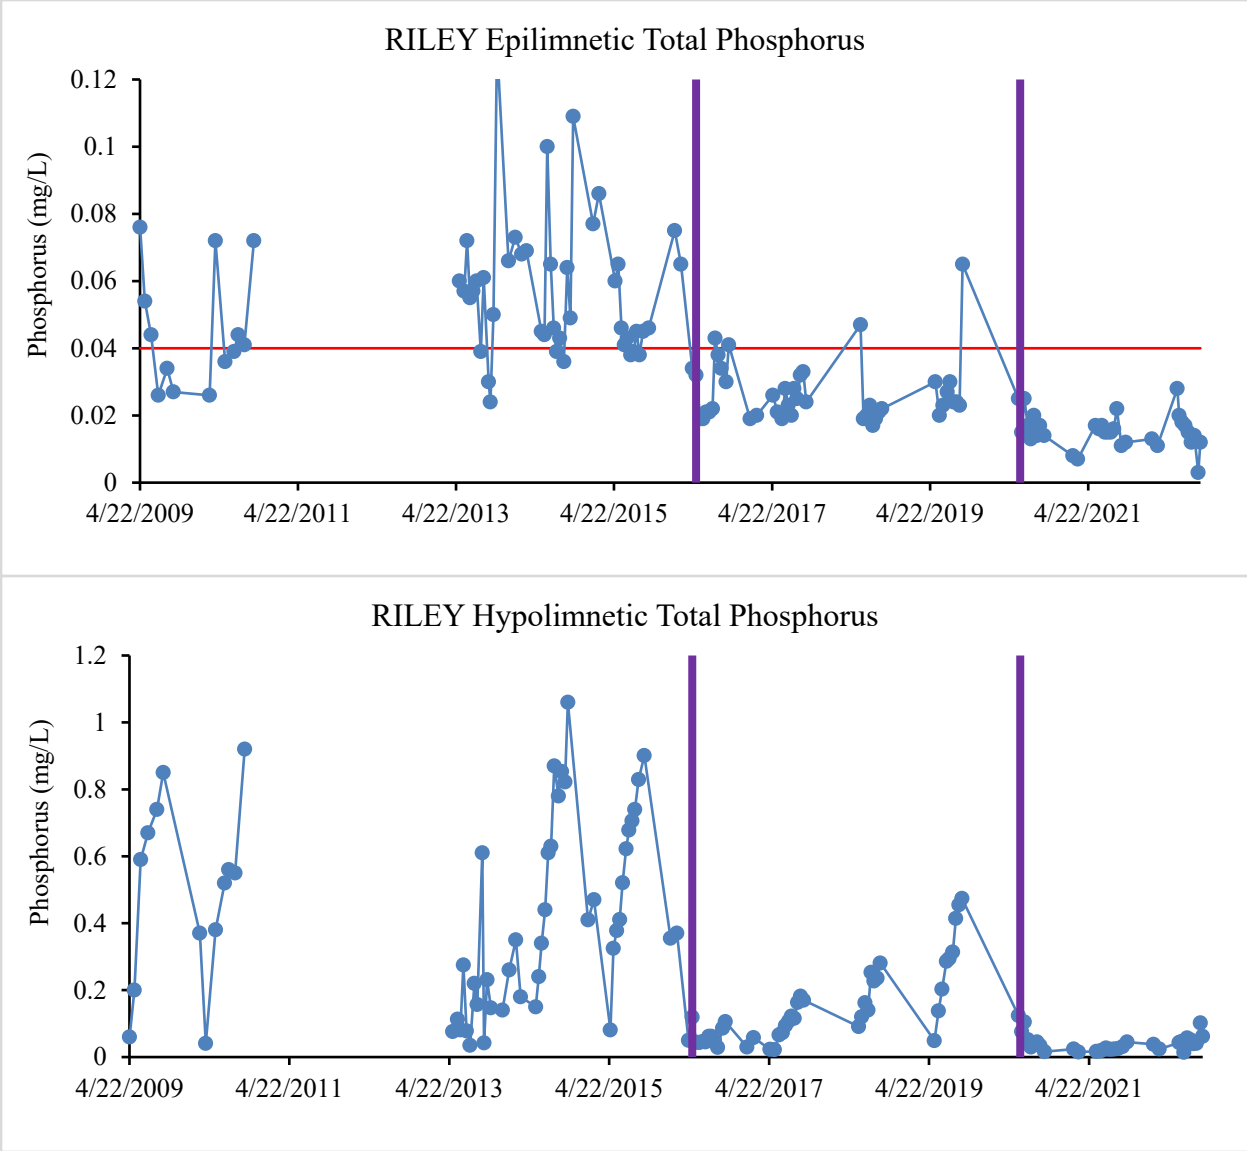 RILEY Epilimnetic Total Phosphorus
Phosphorus (mg/L)
0.12
0.1
0.08
0.06
0.04
0.02
0
4/22/2009 4/22/2011 4/22/2013 4/22/2015 4/22/2017 4/22/2019 4/22/2021
RILEY Hypolimnetic Total Phosphorus
Phosphorus (mg/L)
1.2
1
0.8
0.6
0.4
0.2
0
4/22/2009 4/22/2011 4/22/2013 4/22/2015 4/22/2017 4/22/2019 4/22/2021